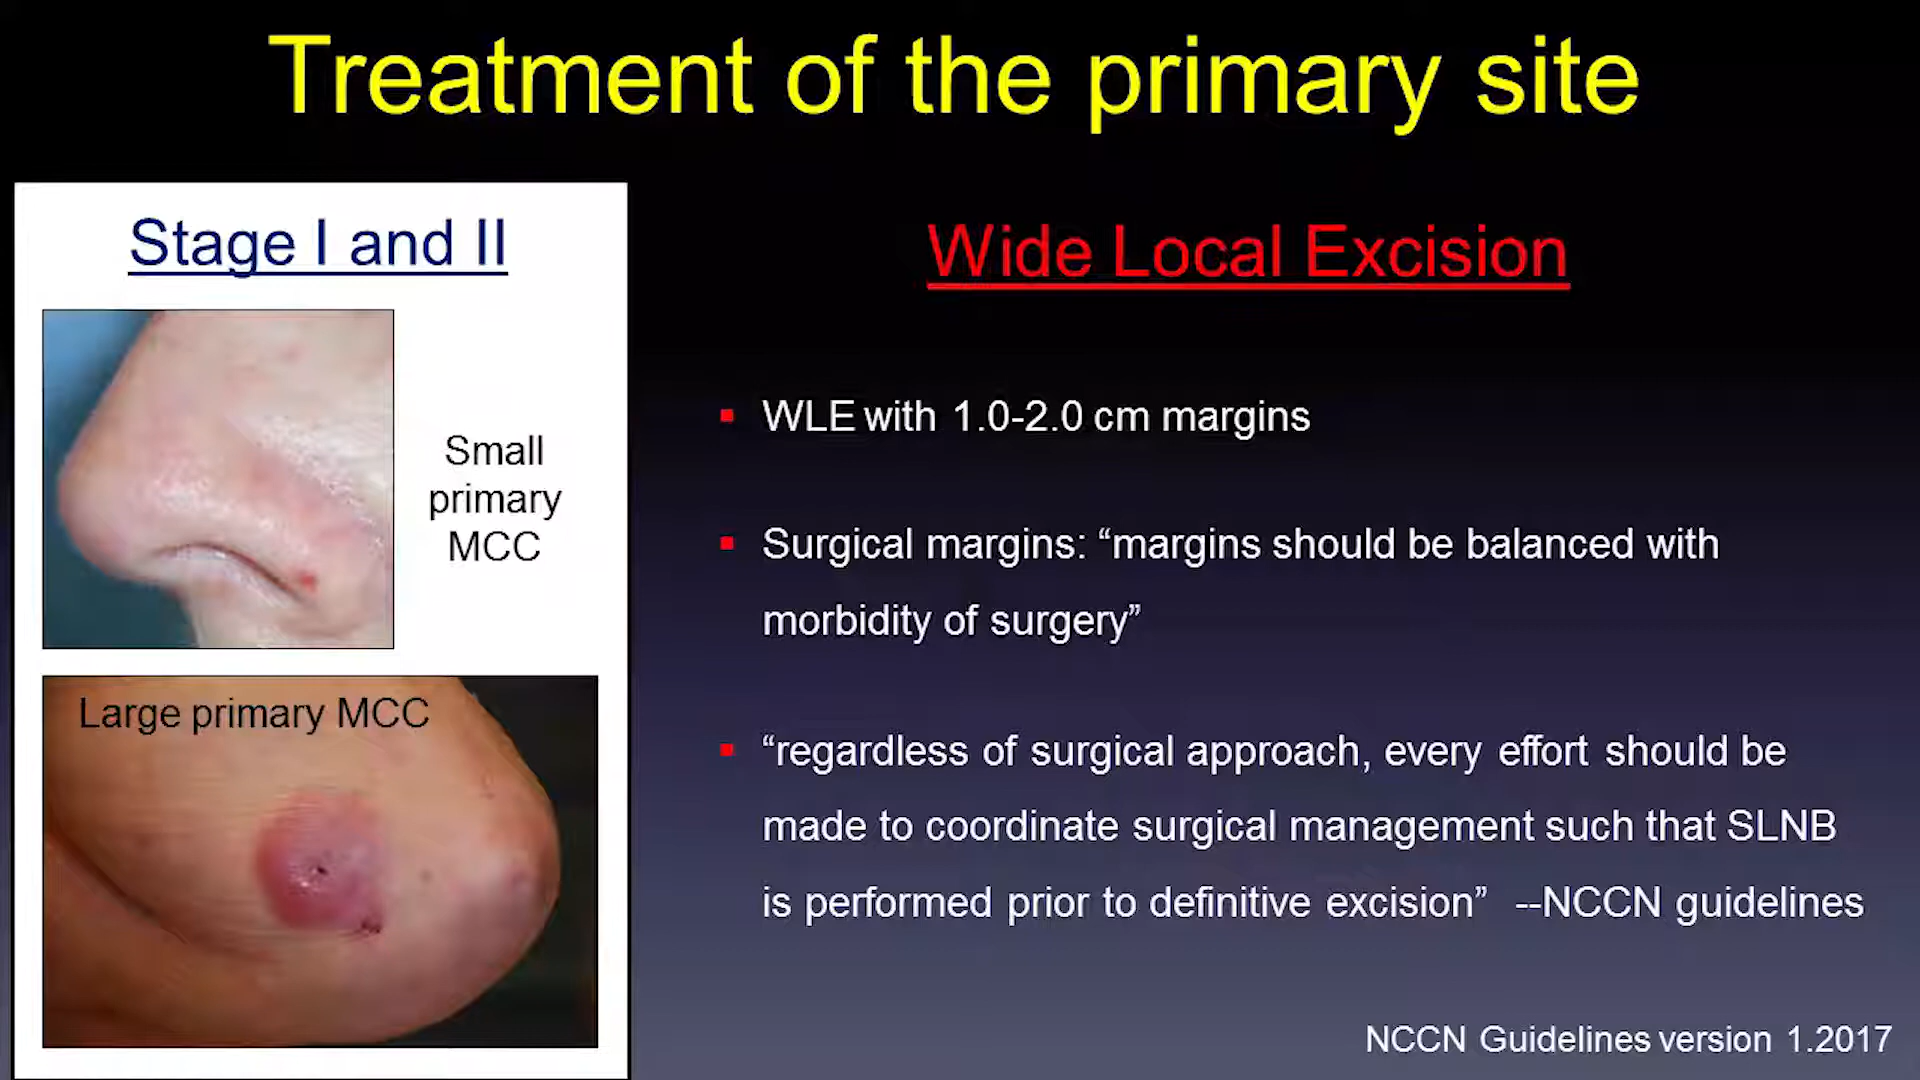 Treatment of the primary site
Stage I and II
Small
primary
MCC
Large primary MCC
Wide Local Excision
▪ WLE with 1.0-2.0 cm margins
▪ Surgical margins: “margins should be balanced with
morbidity of surgery”
▪ “regardless of surgical approach, every effort should be
made to coordinate surgical management such that SLNB
is performed prior to definitive excision” --NCCN guidelines
NCCN Guidelines version 1.2017